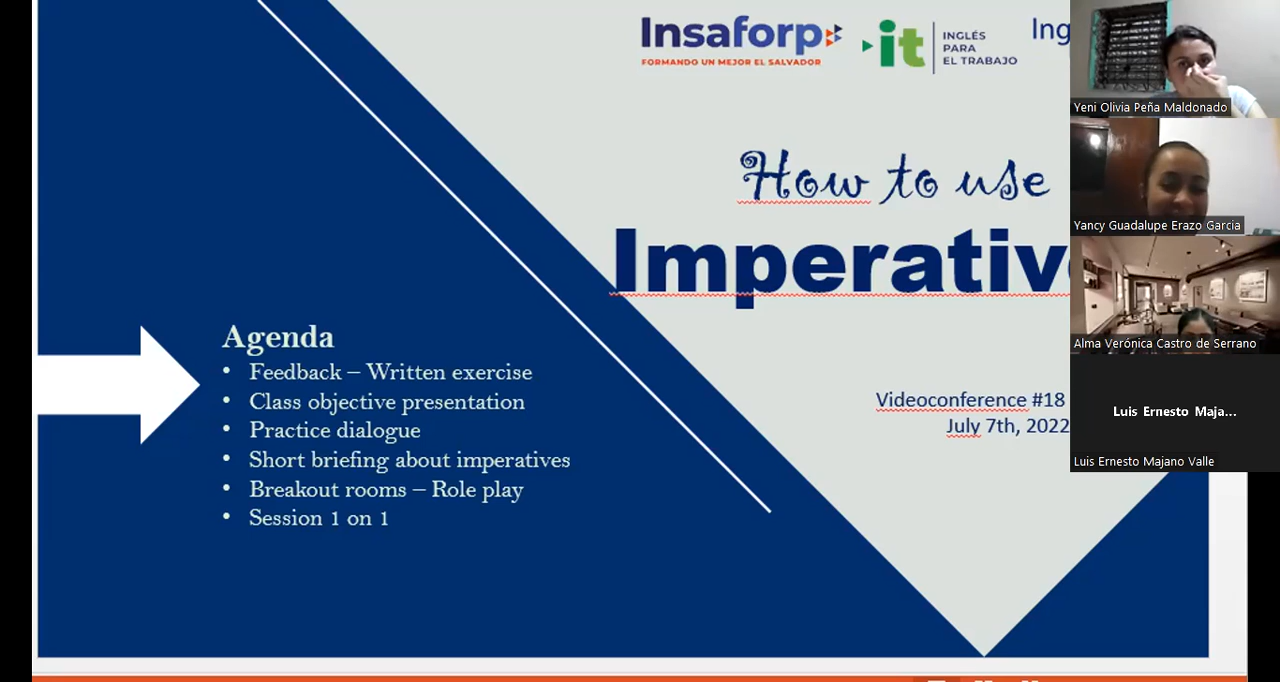 Insaforp
FORMANDO UN MEJOR EL SALVADOR
it
INGLÉS
PARA
EL TRABAJO
Ing
How to use
Imperativ
Videoconference #18
July 7th, 2022
Agenda
• Feedback – Written exercise
• Class objective presentation
• Practice dialogue
• Short briefing about imperatives
• Breakout rooms – Role play
• Session 1 on 1
Yeni Olivia Peña Maldonado
Yancy Guadalupe Erazo Garcia
Alma Verónica Castro de Serrano
Luis Ernesto Maja...
Luis Ernesto Majano Valle